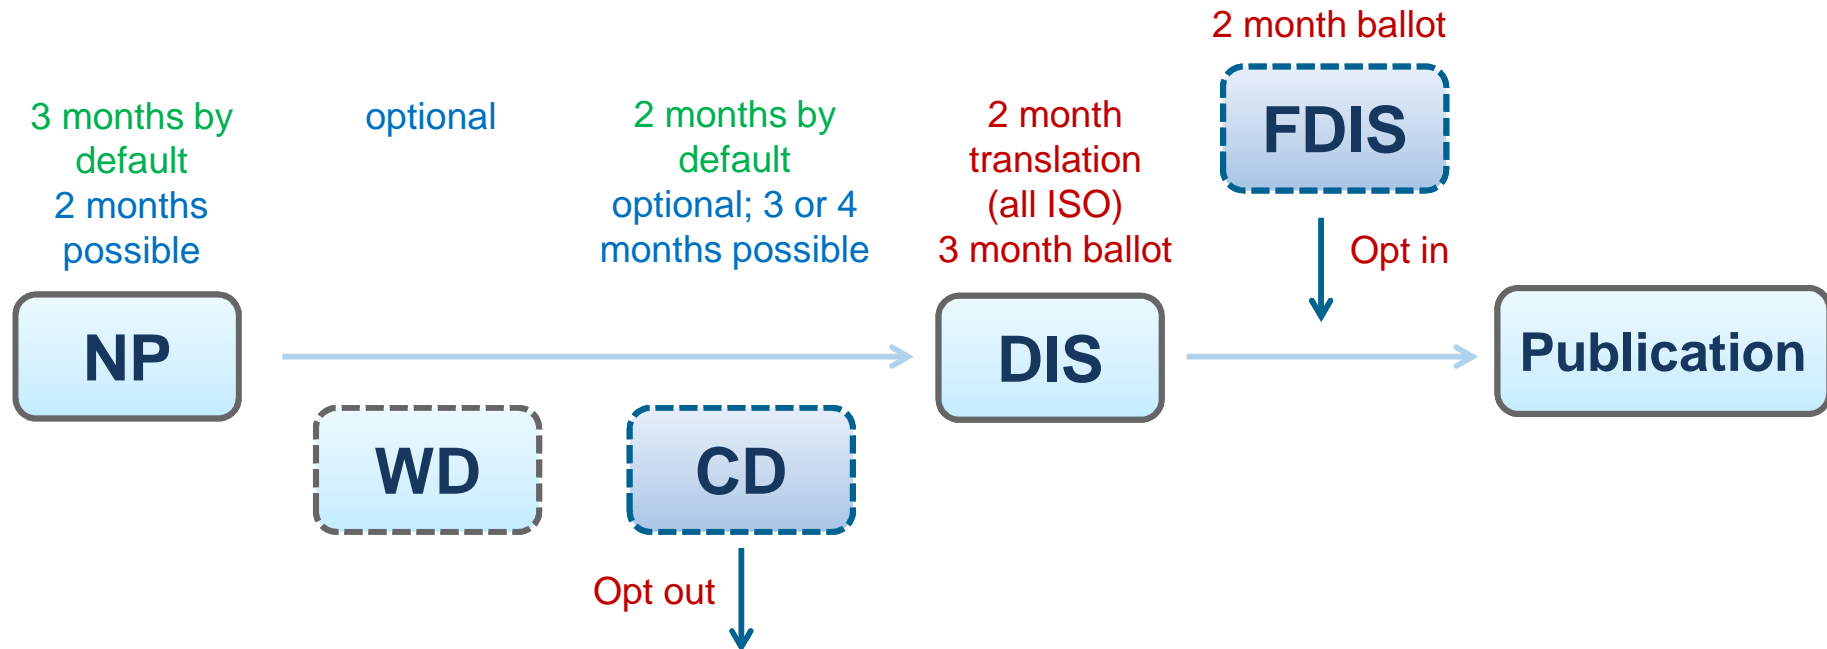 3 months by
default
2 months
possible
NP
optional
WD
2 months by
default
optional; 3 or 4
months possible
CD
Opt out
2 month
translation
(all ISO)
3 month ballot
DIS
2 month ballot
FDIS
Opt in
Publication